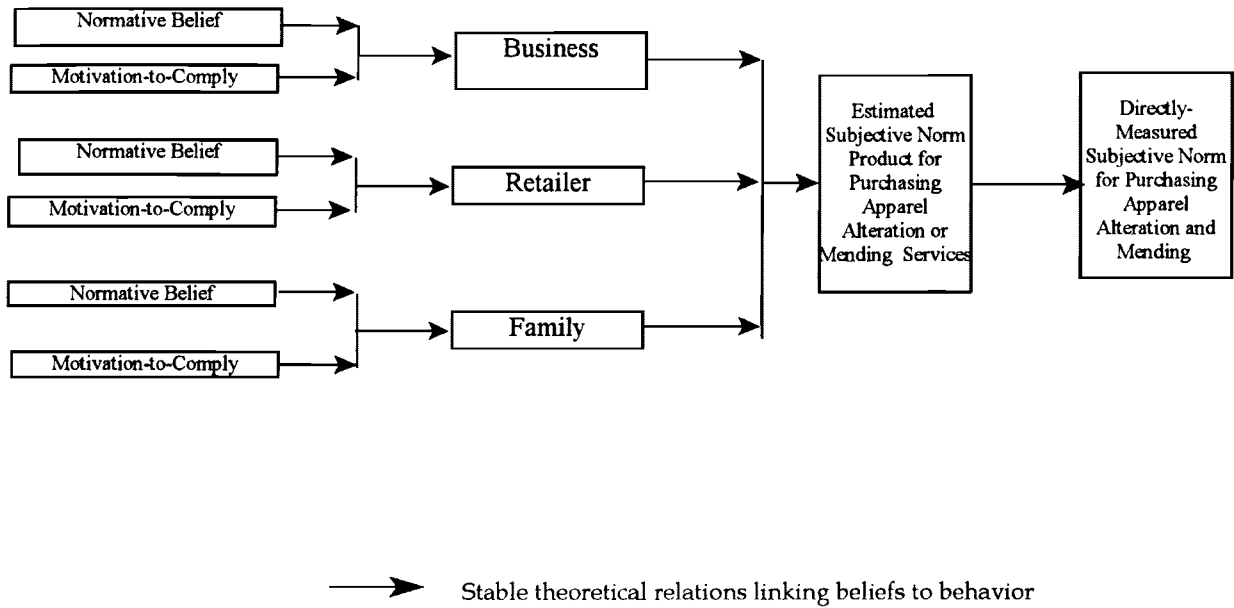 Normative Belief
Motivation-to-Comply
Business
Normative Belief
Motivation-to-Comply
Retailer
Normative Belief
Motivation-to-Comply
Family
Estimated
Subjective Norm
Product for
Purchasing
Apparel
Alteration or
Mending Services
Directly-
Measured
Subjective Norm
for Purchasing
Apparel
Alteration and
Mending
Stable theoretical relations linking beliefs to behavior